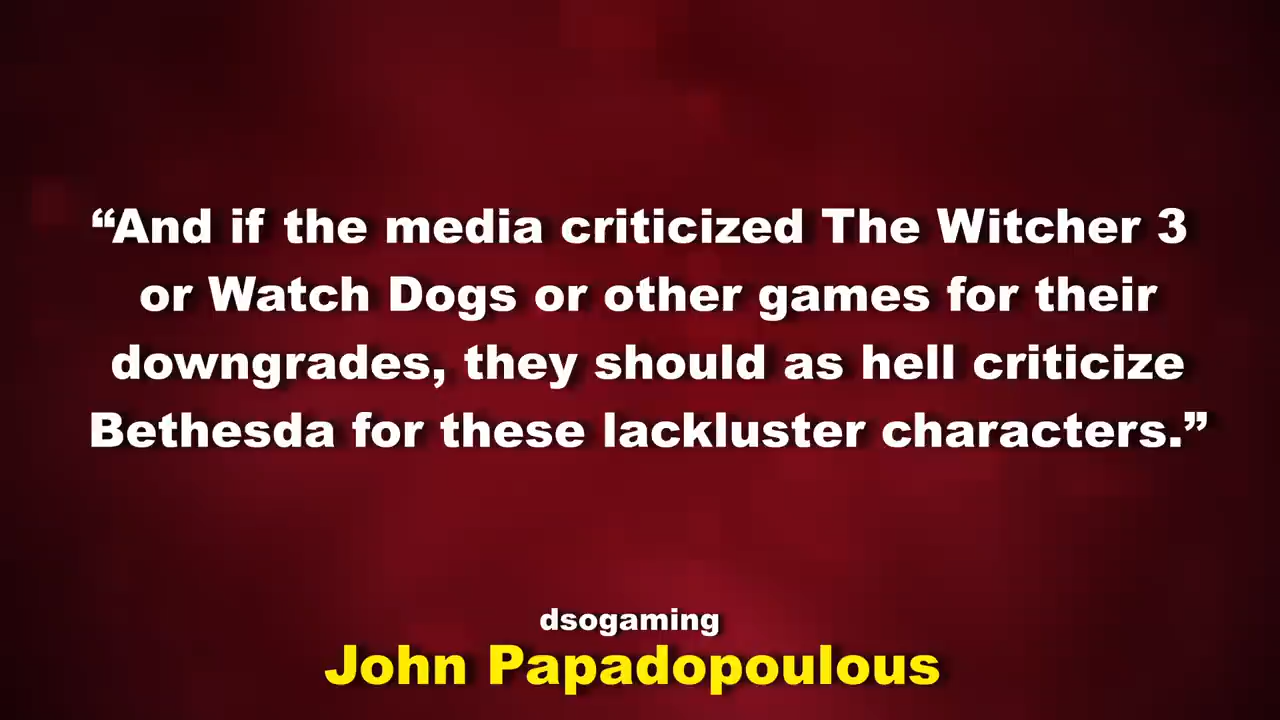 “And if the media criticized The Witcher 3
or Watch Dogs or other games for their
downgrades, they should as hell criticize
Bethesda for these lackluster characters.”
dsogaming
John Papadopoulous